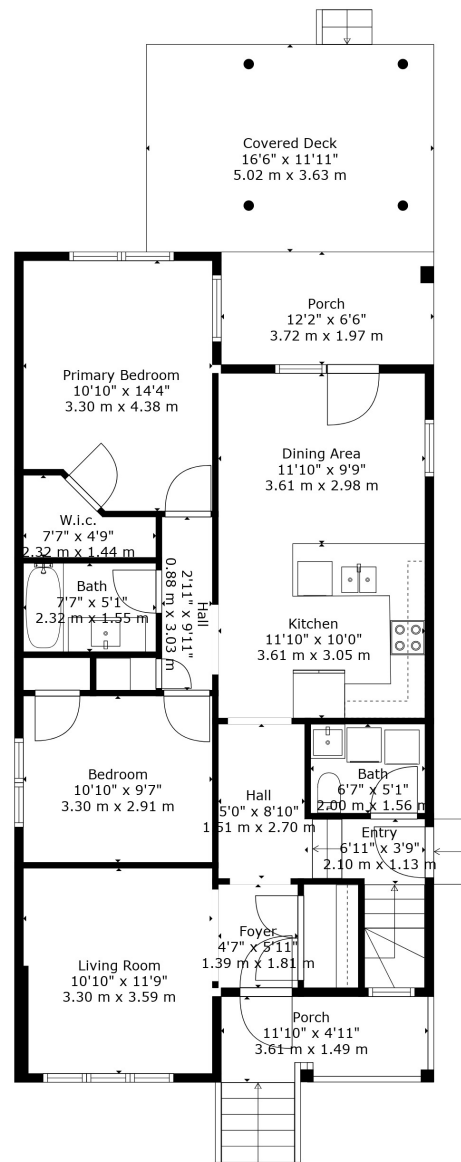 Covered Deck
16'6" x 11'11"
5.02 m x 3.63 m
Porch
12'2" x 6'6"
3.72 m x 1.97 m
Primary Bedroom
10'10" x 14'4"
3.30 m x 4.38 m
Dining Area
11'10" x 9'9"
3.61 m x 2.98 m
W.i.c.
7'7" x 4'9"
2.32 m x 1.44 m
Bath
7'7" x 5'1"
2.32 m x 1.55 m
Hall
2'11" x 9'11"
0.88 m x 3.03 m
Kitchen
11'10" x 10'0"
3.61 m x 3.05 m
Bedroom
10'10" x 9'7"
3.30 m x 2.91 m
Hall
5'0" x 8'10"
1.51 m x 2.70 m
Bath
6'7" x 5'1"
2.00 m x 1.56 m
Entry
6'11" x 3'9"
2.10 m x 1.13 m
Foyer
4'7" x 5'11"
1.39 m x 1.81 m
Living Room
10'10" x 11'9"
3.30 m x 3.59 m
Porch
11'10" x 4'11"
3.61 m x 1.49 m